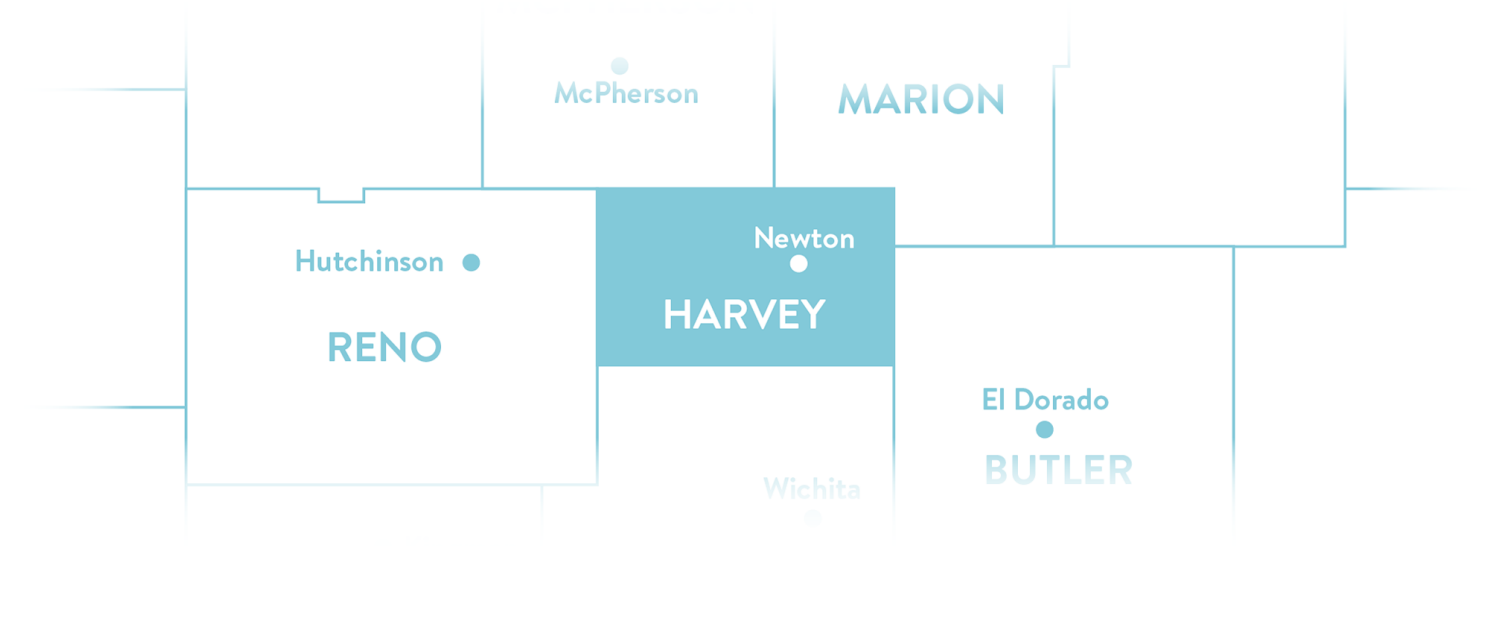 McPherson
MARION
Newton
Hutchinson
HARVEY
RENO
El Dorado
BUTLER
Wichita